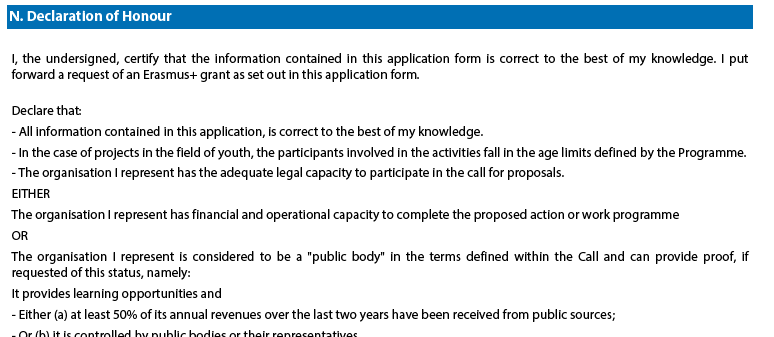 N. Declaration of Honour
I, the undersigned, certify that the information contained in this application form is correct to the best of my knowledge. I put
forward a request of an Erasmus+ grant as set out in this application form.
Declare that:
- All information contained in this application, is correct to the best of my knowledge.
- In the case of projects in the field of youth, the participants involved in the activities fall in the age limits defined by the Programme.
- The organisation I represent has the adequate legal capacity to participate in the call for proposals.
EITHER
The organisation I represent has financial and operational capacity to complete the proposed action or work programme
OR
The organisation I represent is considered to be a "public body" in the terms defined within the Call and can provide proof, if
requested of this status, namely:
It provides learning opportunities and
- Either (a) at least 50% of its annual revenues over the last two years have been received from public sources;
- Or (b) it is controlled by public bodies or their representatives